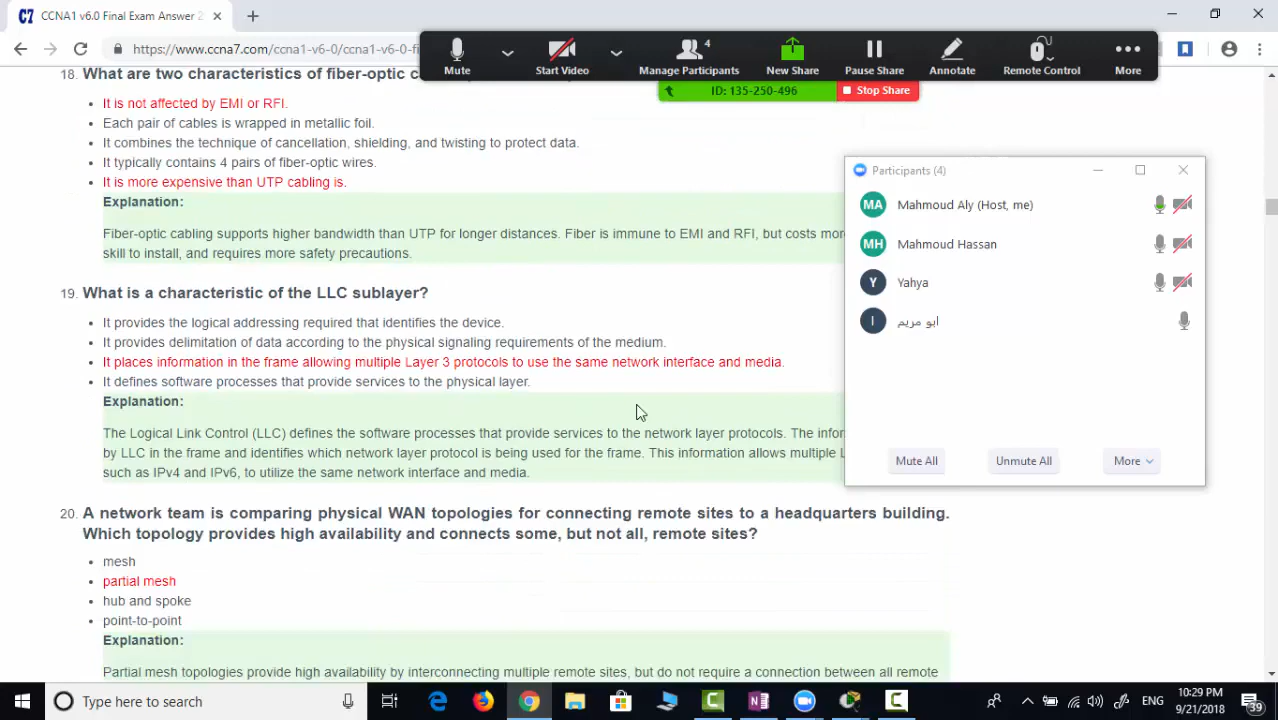 CCNA1 v6.0 Final Exam Answer 2
https://www.ccna7.com/ccna1-v6-0/ccna1-v6-0-fi
Mute
Start Video
4
Manage Participants
New Share
Pause Share
Annotate
Remote Control
More
ID: 135-250-496
Stop Share
18. What are two characteristics of fiber-optic c
It is not affected by EMI or RFI.
Each pair of cables is wrapped in metallic foil.
It combines the technique of cancellation, shielding, and twisting to protect data.
It typically contains 4 pairs of fiber-optic wires.
It is more expensive than UTP cabling is.
Explanation:
Fiber-optic cabling supports higher bandwidth than UTP for longer distances. Fiber is immune to EMI and RFI, but costs more
skill to install, and requires more safety precautions.
19. What is a characteristic of the LLC sublayer?
It provides the logical addressing required that identifies the device.
It provides delimitation of data according to the physical signaling requirements of the medium.
It places information in the frame allowing multiple Layer 3 protocols to use the same network interface and media.
It defines software processes that provide services to the physical layer.
Explanation:
The Logical Link Control (LLC) defines the software processes that provide services to the network layer protocols. The infor
by LLC in the frame and identifies which network layer protocol is being used for the frame. This information allows multiple L
such as IPv4 and IPv6, to utilize the same network interface and media.
20. A network team is comparing physical WAN topologies for connecting remote sites to a headquarters building.
Which topology provides high availability and connects some, but not all, remote sites?
mesh
partial mesh
hub and spoke
point-to-point
Explanation:
Partial mesh topologies provide high availability by interconnecting multiple remote sites, but do not require a connection between all remote
Participants (4)
MA Mahmoud Aly (Host, me)
MH Mahmoud Hassan
Y Yahya
ا ابو مريم
Mute All
Unmute All
More
Type here to search
ENG
10:29 PM
9/21/2018
39